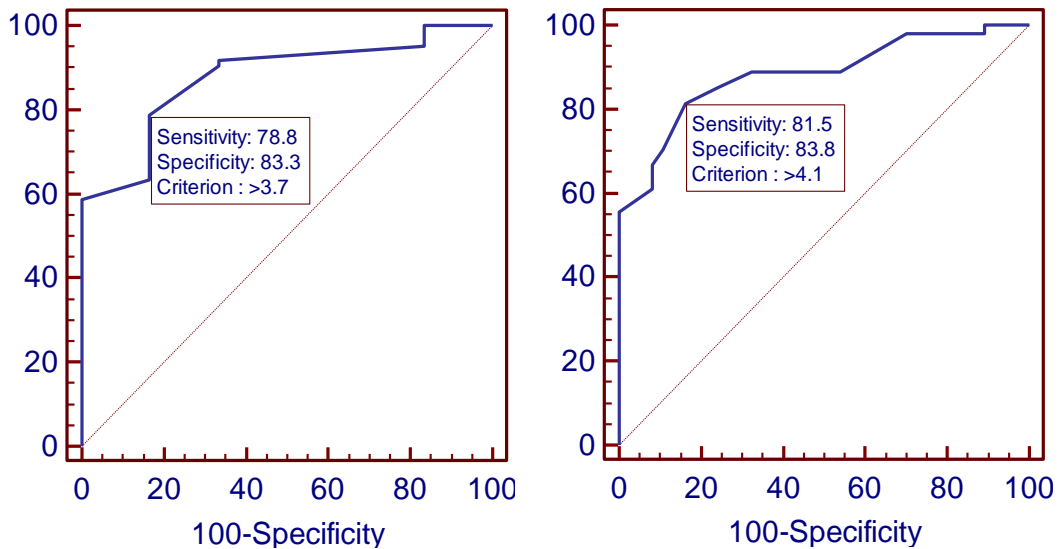 100
80
60
40
20
0
Sensitivity: 78.8
Specificity: 83.3
Criterion : >3.7
0 20 40 60 80 100
100-Specificity
100
80
60
40
20
0
Sensitivity: 81.5
Specificity: 83.8
Criterion : >4.1
0 20 40 60 80 100
100-Specificity